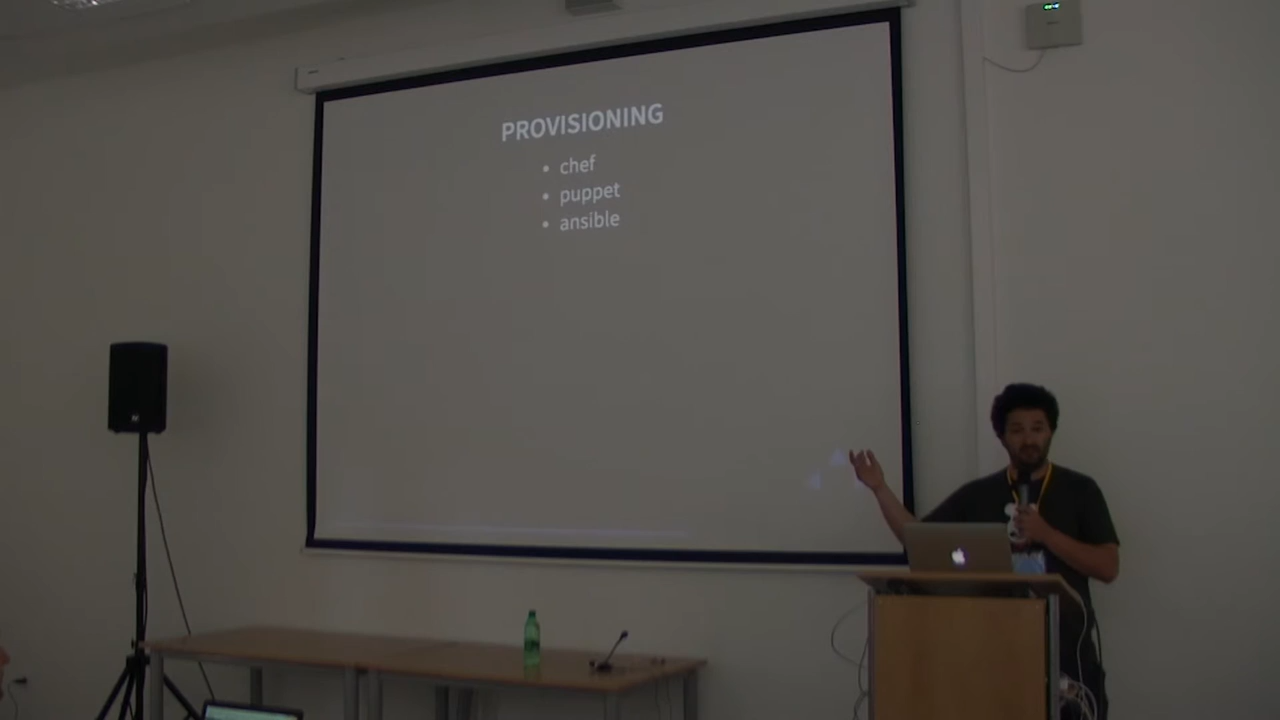 PROVISIONING
• chef
• puppet
• ansible